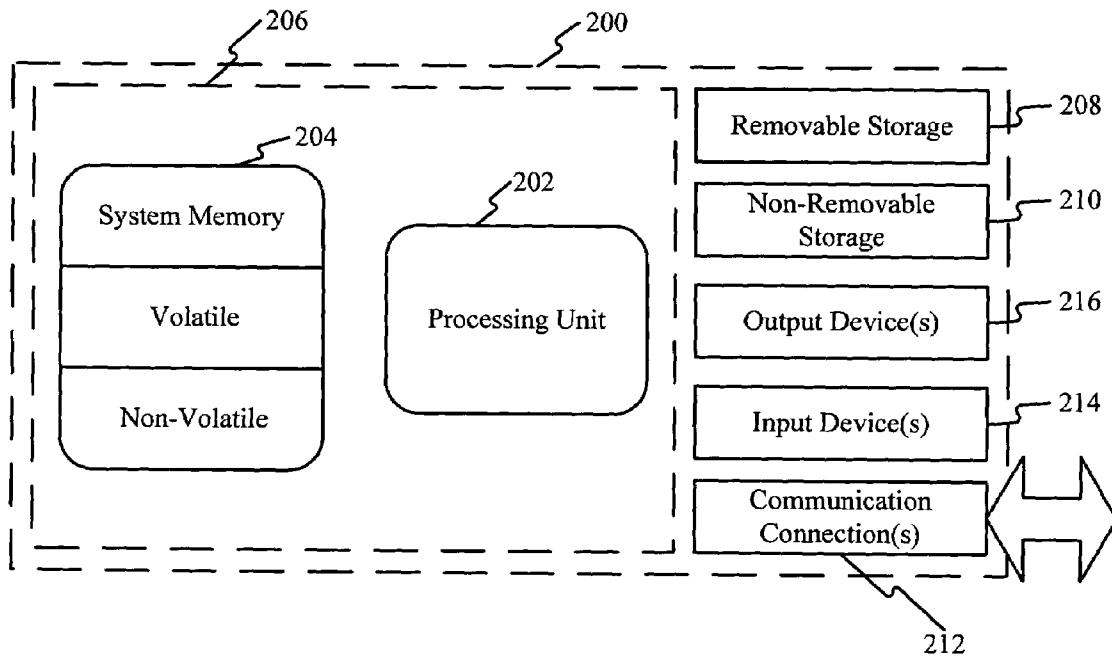 206
200
204
System Memory
Volatile
Non-Volatile
202
Processing Unit
Removable Storage
208
Non-Removable
Storage
210
Output Device(s)
216
Input Device(s)
214
Communication
Connection(s)
212